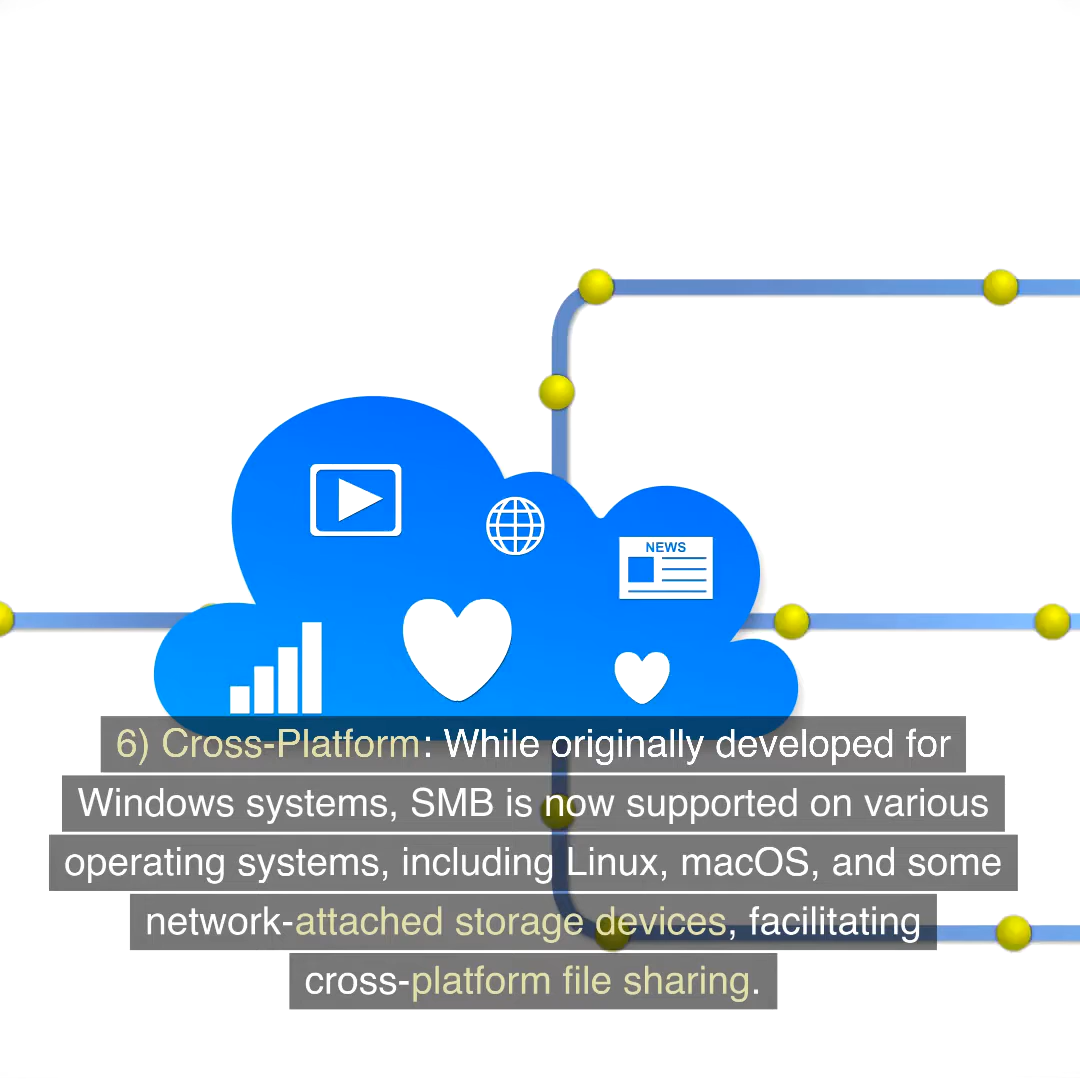 NEWS
6) Cross-Platform: While originally developed for
Windows systems, SMB is now supported on various
operating systems, including Linux, macOS, and some
network-attached storage devices, facilitating
cross-platform file sharing.